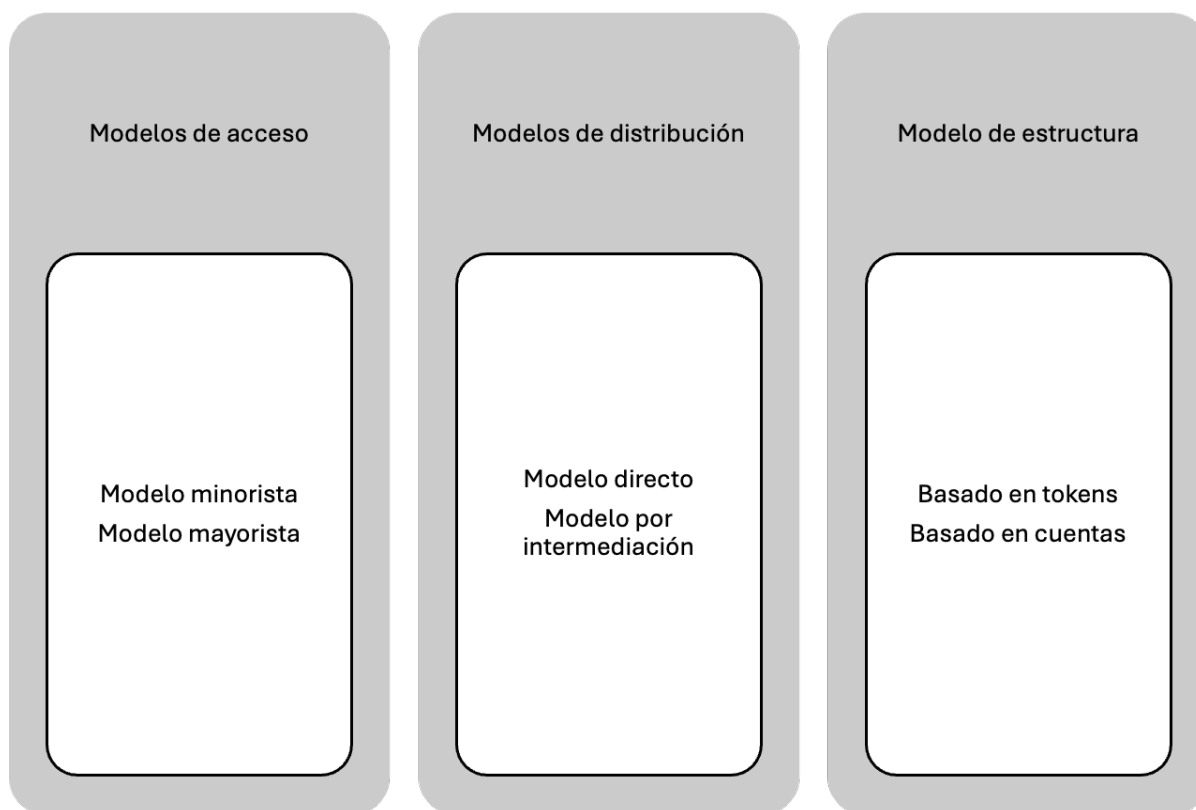 Modelos de acceso
Modelo minorista
Modelo mayorista
Modelos de distribución
Modelo directo
Modelo por
intermediación
Modelo de estructura
Basado en tokens
Basado en cuentas